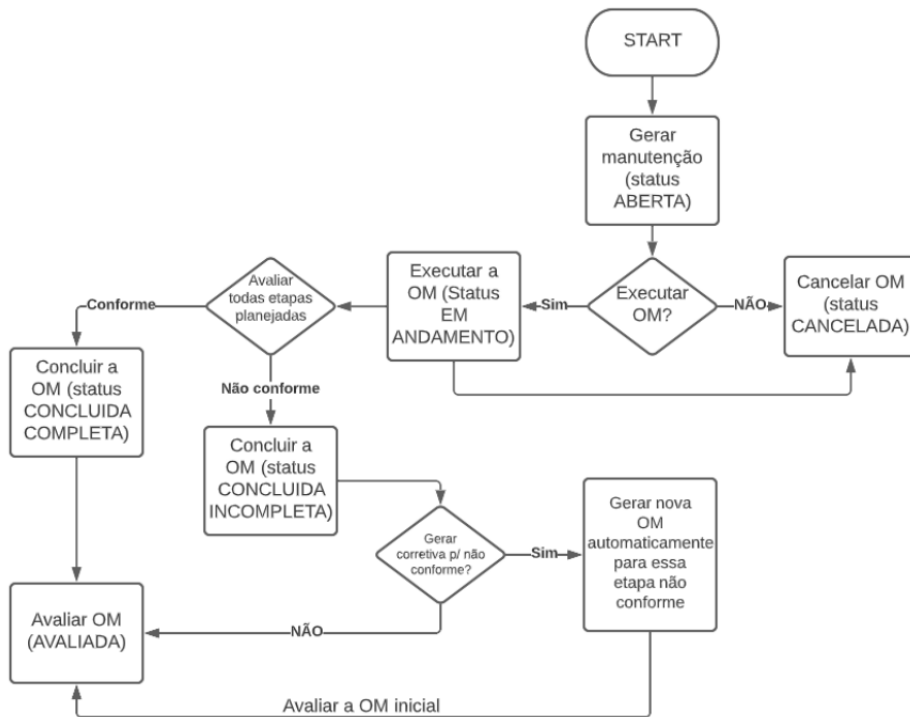 START
Gerar
manutenção
(status
ABERTA)
Executar
OM?
NÃO
Cancelar OM
(status
CANCELADA)
Sim
Executar a
OM (Status
EM
ANDAMENTO)
Avaliar
todas etapas
planejadas
Conforme
Concluir a
OM (status
CONCLUIDA
COMPLETA)
Não conforme
Concluir a
OM (status
CONCLUIDA
INCOMPLETA)
Gerar
corretiva p/ não
conforme?
Sim
Gerar nova
OM
automaticamente
para essa
etapa não
conforme
NÃO
Avaliar OM
(AVALIADA)
Avaliar a OM inicial